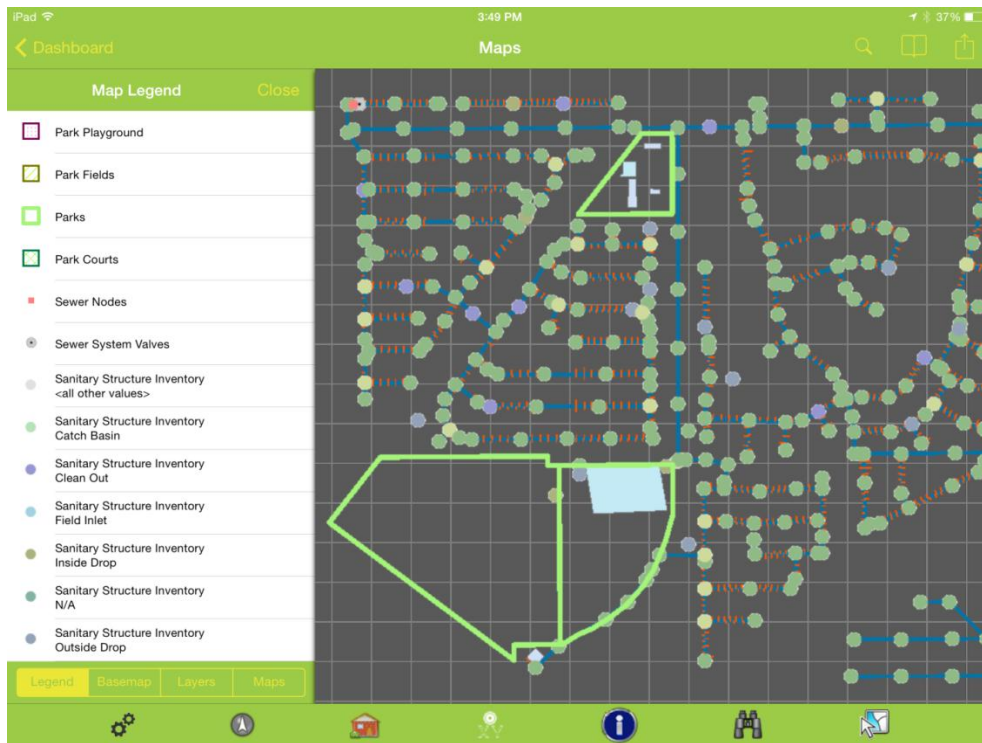 iPad
3:49 PM
37%
Dashboard
Maps
Map Legend
Close
Park Playground
Park Fields
Parks
Park Courts
Sewer Nodes
Sewer System Valves
Sanitary Structure Inventory
<all other values>
Sanitary Structure Inventory
Catch Basin
Sanitary Structure Inventory
Clean Out
Sanitary Structure Inventory
Field Inlet
Sanitary Structure Inventory
Inside Drop
Sanitary Structure Inventory
N/A
Sanitary Structure Inventory
Outside Drop
Legend
Basemap
Layers
Maps